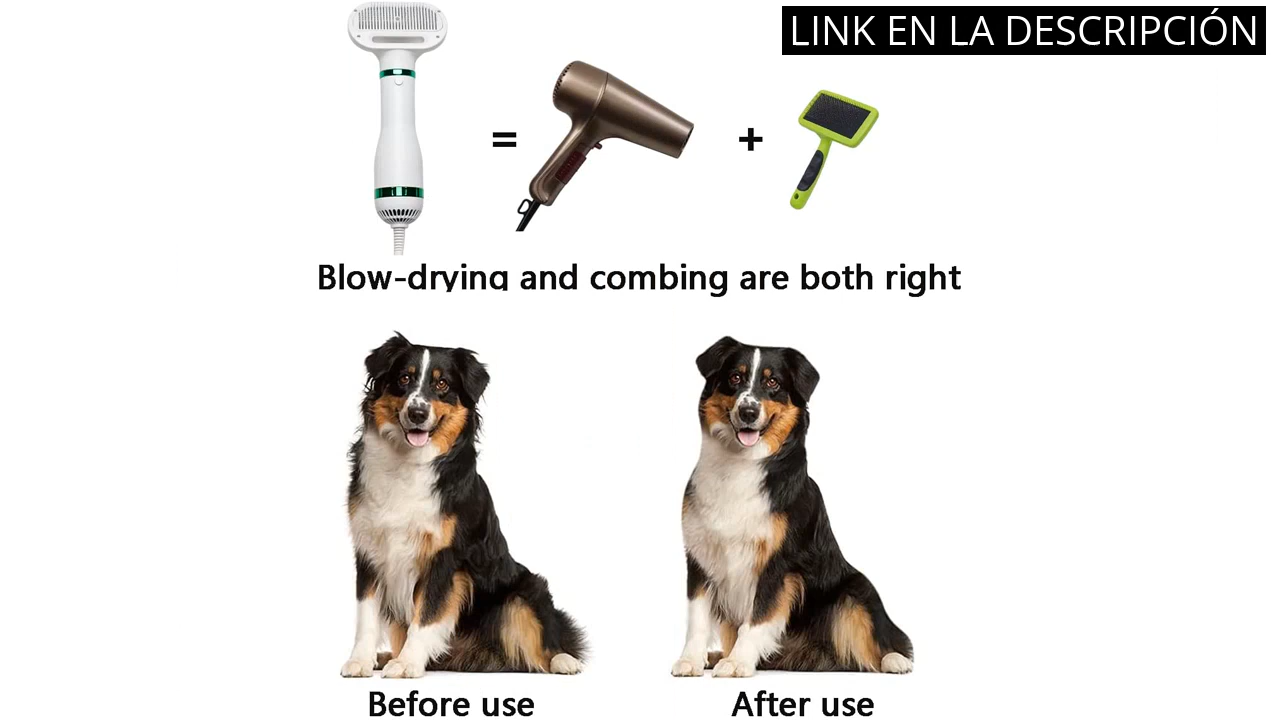 LINK EN LA DESCRIPCIÓN
=
+
Blow-drying and combing are both right
Before use
After use